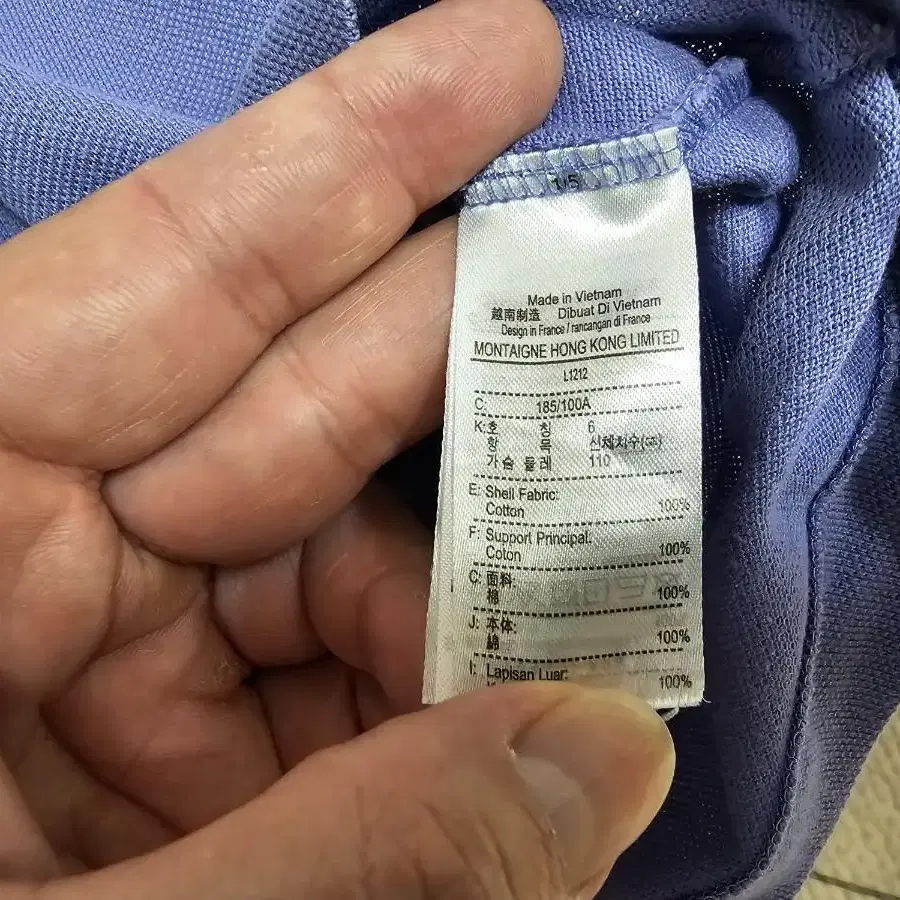 1/5
Made in Vietnam
越南制造 Dibuat Di Vietnam
Design in France / rancangan di France
MONTAIGNE HONG KONG LIMITED
L1212
C: 185/100A
K:호 칭 6
항 목 신체치수(㎝)
가슴 둘레 110
E: Shell Fabric:
Cotton 100%
F: Support Principal:
Coton 100%
C: 面料:
棉 100%
J: 本体:
綿 100%
I: Lapisan Luar:
100%